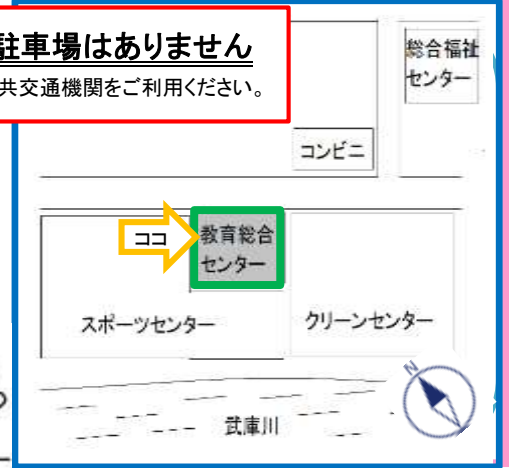 駐車場はありません
共交通機関をご利用ください。
総合福祉
センター
コンビニ
ココ
教育総合
センター
スポーツセンター
クリーンセンター
N
武庫川